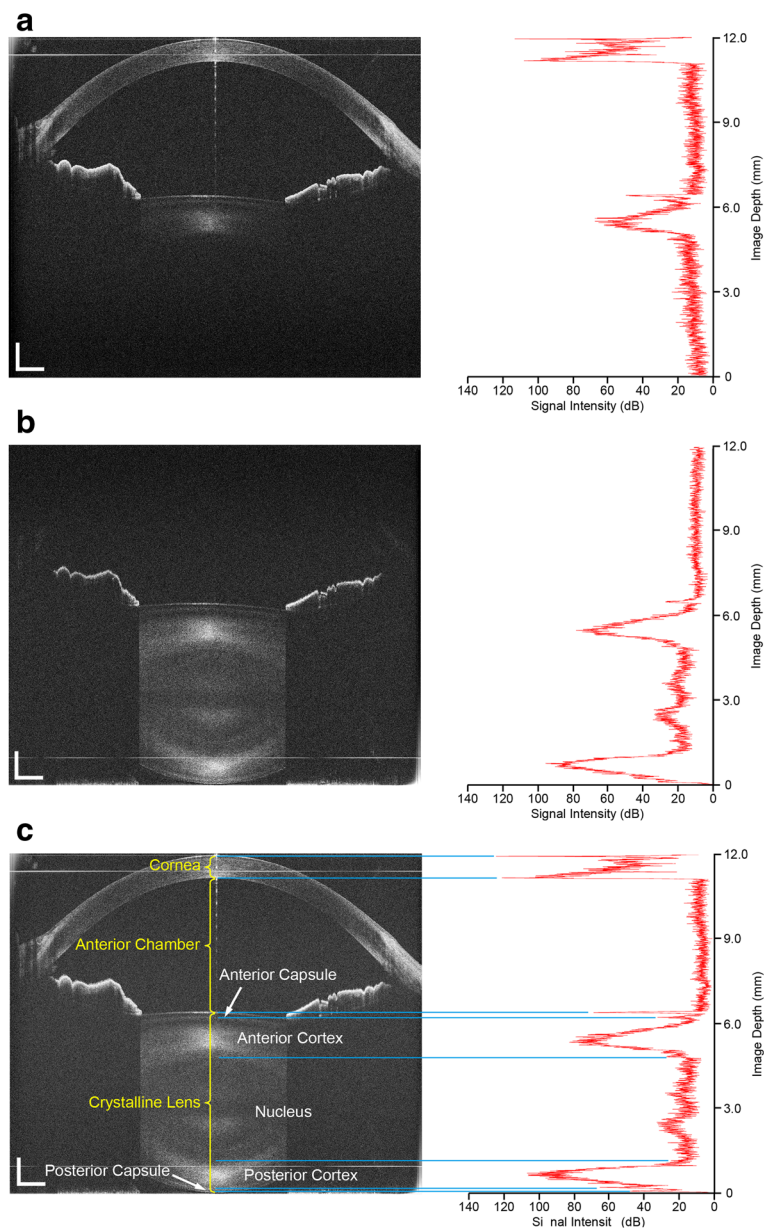 a
12.0
9.0
6.0
3.0
0
Image Depth (mm)
140 120 100 80 60 40 20 0
Signal Intensity (dB)
b
12.0
9.0
6.0
3.0
0
Image Depth (mm)
140 120 100 80 60 40 20 0
Signal Intensity (dB)
c
Cornea
Anterior Chamber
Anterior Capsule
Anterior Cortex
Crystalline Lens
Nucleus
Posterior Capsule
Posterior Cortex
12.0
9.0
6.0
3.0
0
Image Depth (mm)
140 120 100 80 60 40 20 0
Si nal Intensit (dB)